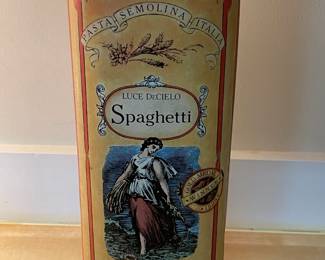 PASTA SEMOLINA ITALIA
LUCE DECIELO
Spaghetti